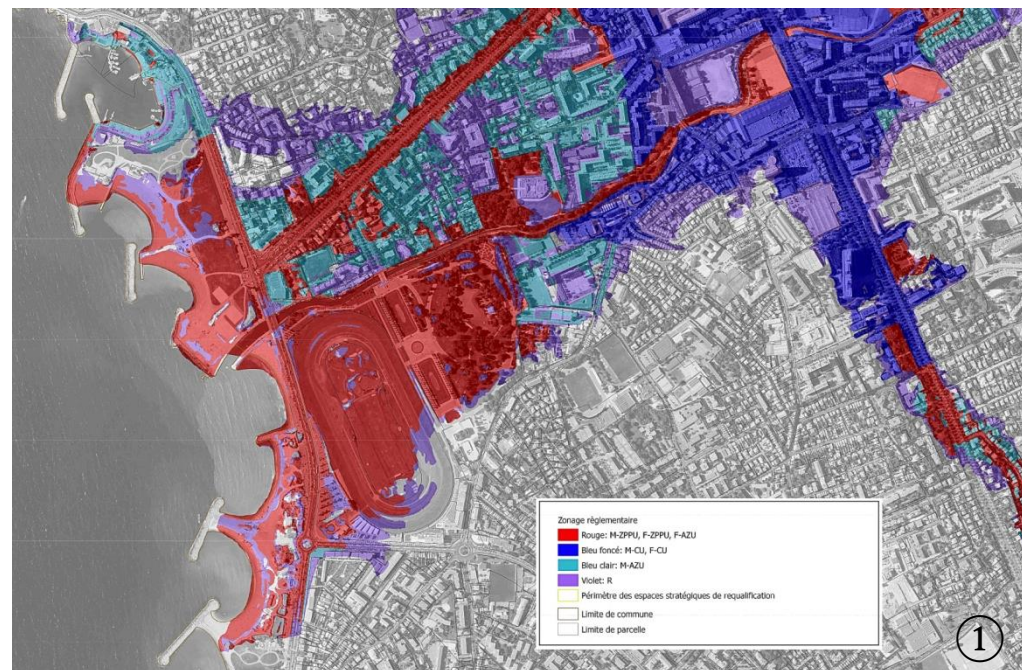 Zonage règlementaire
Rouge: M-ZPPU, F-ZPPU, F-AZU
Bleu foncé: M-CU, F-CU
Bleu clair: M-AZU
Violet: R
Périmètre des espaces stratégiques de requalification
Limite de commune
Limite de parcelle
1